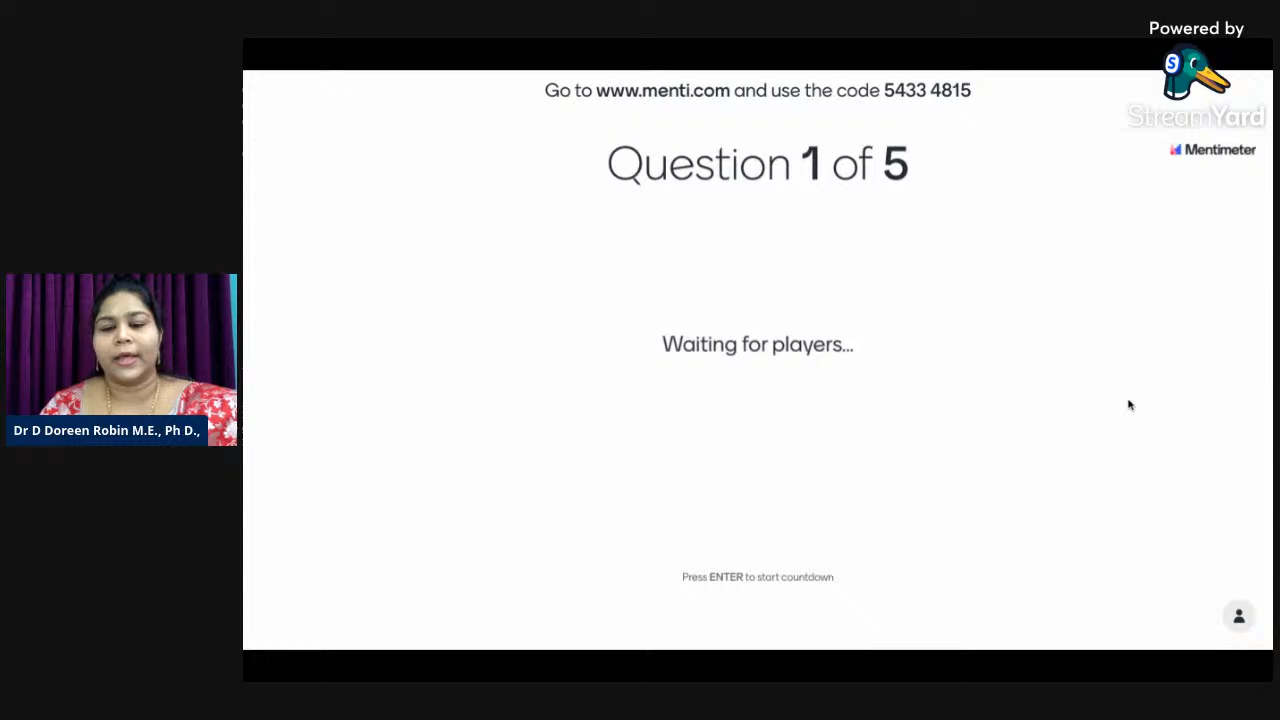 Powered by
StreamYard
Go to www.menti.com and use the code 5433 4815
Mentimeter
Question 1 of 5
Waiting for players...
Dr D Doreen Robin M.E., Ph D.,
Press ENTER to start countdown